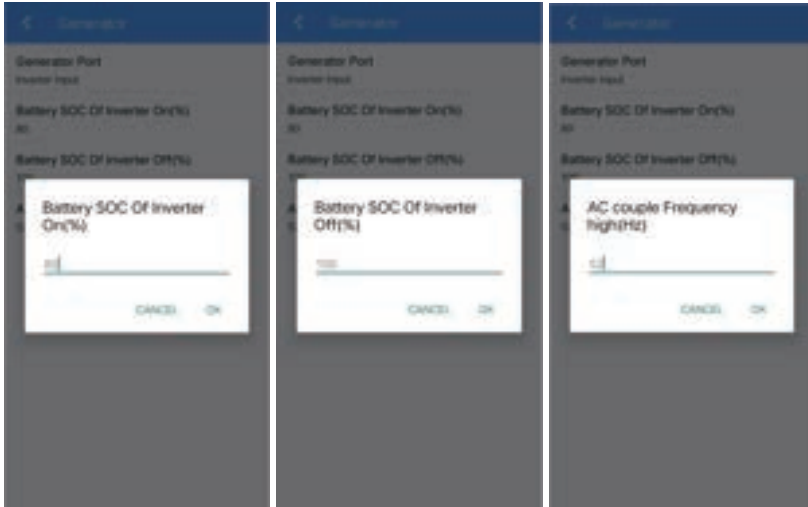 Generator
Generator Port
Inverter Input
Battery SOC Of Inverter On(%)
Battery SOC Of Inverter Off(%)
Battery SOC Of Inverter
On(%)
CANCEL OK
Generator
Generator Port
Inverter Input
Battery SOC Of Inverter On(%)
Battery SOC Of Inverter Off(%)
Battery SOC Of Inverter
Off(%)
100
CANCEL OK
Generator
Generator Port
Inverter Input
Battery SOC Of Inverter On(%)
Battery SOC Of Inverter Off(%)
AC couple Frequency
high(Hz)
CANCEL OK